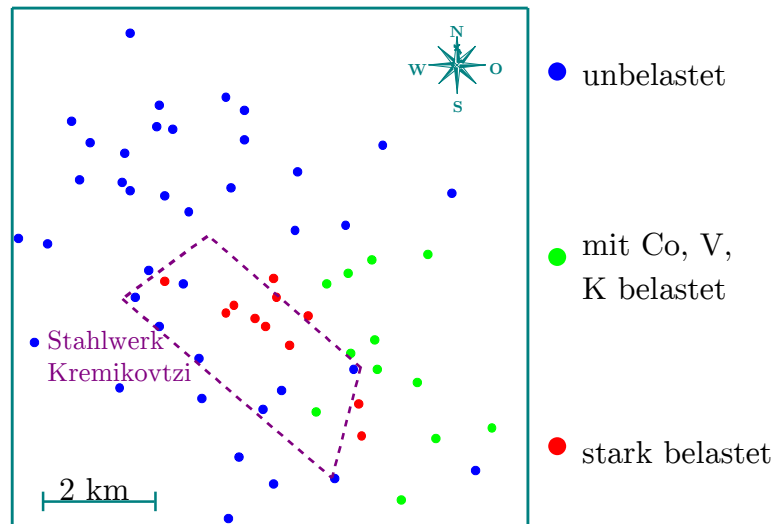 N
W
O
S
unbelastet
mit Co, V,
K belastet
Stahlwerk
Kremikovtzi
stark belastet
2 km